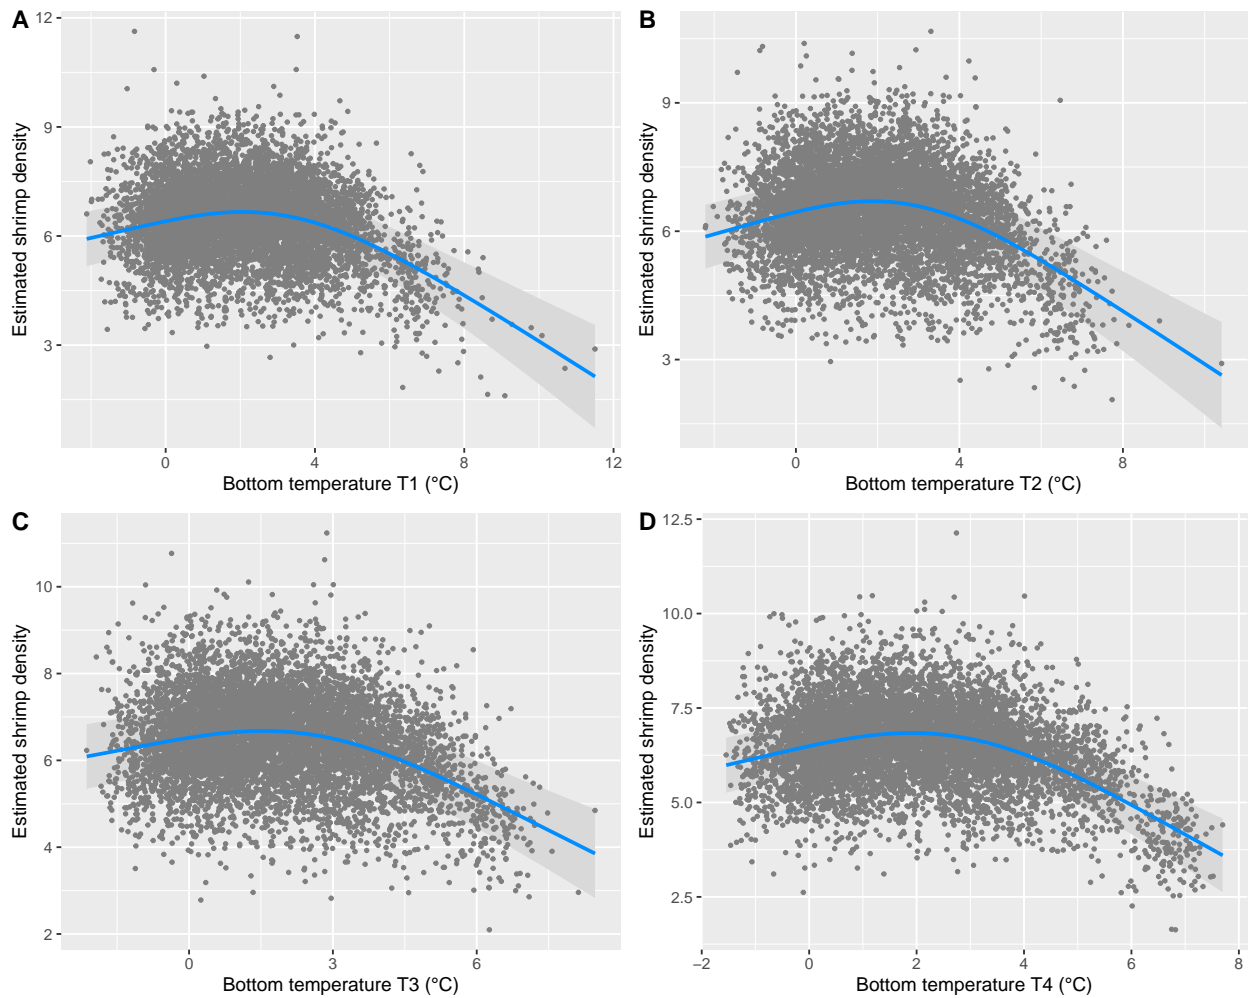 A
Estimated shrimp density
12
9
6
3
0 4 8 12
Bottom temperature T1 (°C)
B
Estimated shrimp density
9
6
3
0 4 8
Bottom temperature T2 (°C)
C
Estimated shrimp density
10
8
6
4
2
0 3 6
Bottom temperature T3 (°C)
D
Estimated shrimp density
12.5
10.0
7.5
5.0
2.5
−2 0 2 4 6 8
Bottom temperature T4 (°C)